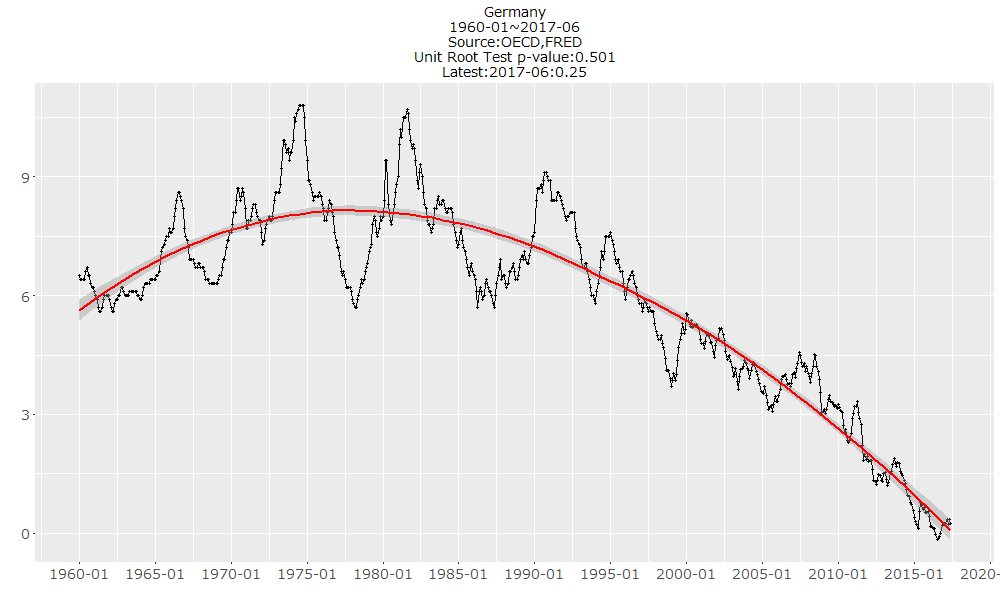 Germany
1960-01~2017-06
Source:OECD,FRED
Unit Root Test p-value:0.501
Latest:2017-06:0.25
9
6
3
0
1960-01 1965-01 1970-01 1975-01 1980-01 1985-01 1990-01 1995-01 2000-01 2005-01 2010-01 2015-01 2020-